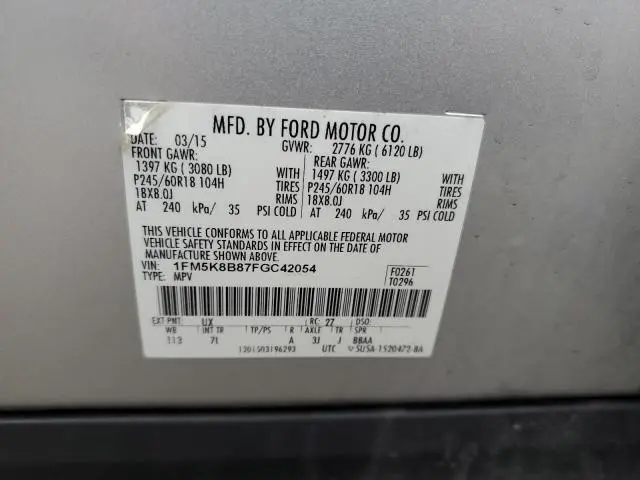 MFD. BY FORD MOTOR CO.
DATE: 03/15 GVWR: 2776 KG ( 6120 LB)
FRONT GAWR: REAR GAWR:
1397 KG ( 3080 LB) 1497 KG ( 3300 LB)
P245/60R18 104H TIRES P245/60R18 104H TIRES
18X8.0J RIMS 18X8.0J RIMS
AT 240 kPa/ 35 PSI COLD AT 240 kPa/ 35 PSI COLD
THIS VEHICLE CONFORMS TO ALL APPLICABLE FEDERAL MOTOR
VEHICLE SAFETY STANDARDS IN EFFECT ON THE DATE OF
MANUFACTURE SHOWN ABOVE.
VIN: 1FM5K8B87FGC42054 F0261
TYPE: MPV T0296
EXT PNT: UX RC: 27 DSO:
WB INT TR TP/PS R AXLE TR SPR
113 7L A 3J J BBAA
1201503196293 UTC 5U5A-1520472-BA